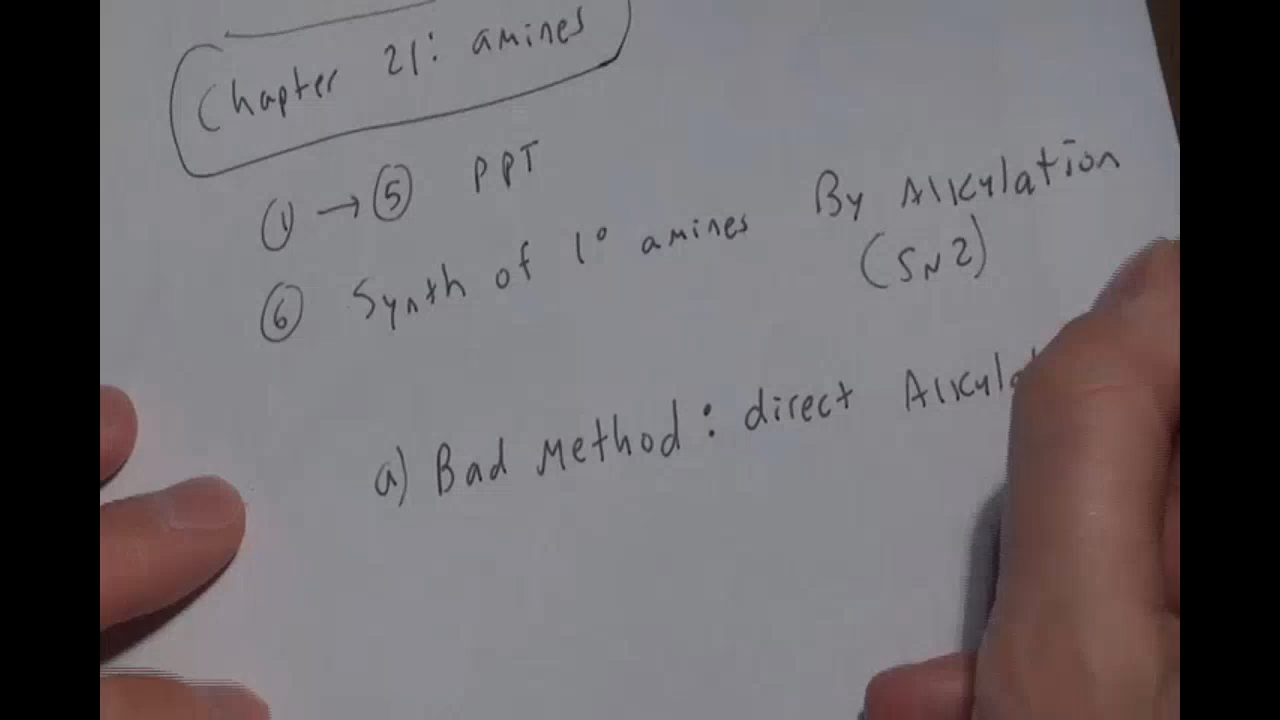 Chapter 21: amines
① → ⑤ PPT
⑥ Synth of 1° amines By Alkylation
(SN2)
a) Bad Method: direct